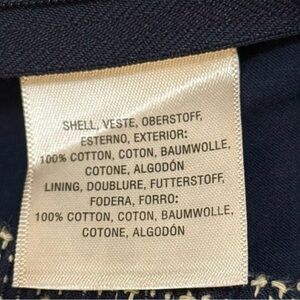 SHELL, VESTE, OBERSTOFF,
ESTERNO, EXTERIOR:
100% COTTON, COTON, BAUMWOLLE,
COTONE, ALGODÓN
LINING, DOUBLURE, FUTTERSTOFF,
FODERA, FORRO:
100% COTTON, COTON, BAUMWOLLE,
COTONE, ALGODÓN